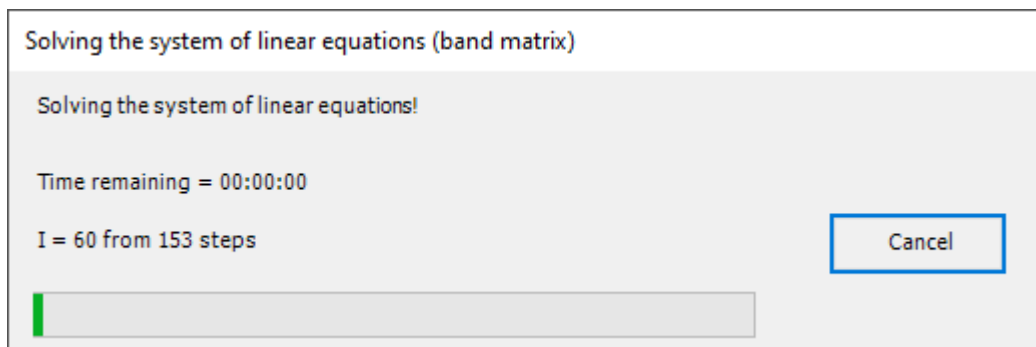 Solving the system of linear equations (band matrix)
Solving the system of linear equations!
Time remaining = 00:00:00
I = 60 from 153 steps
Cancel